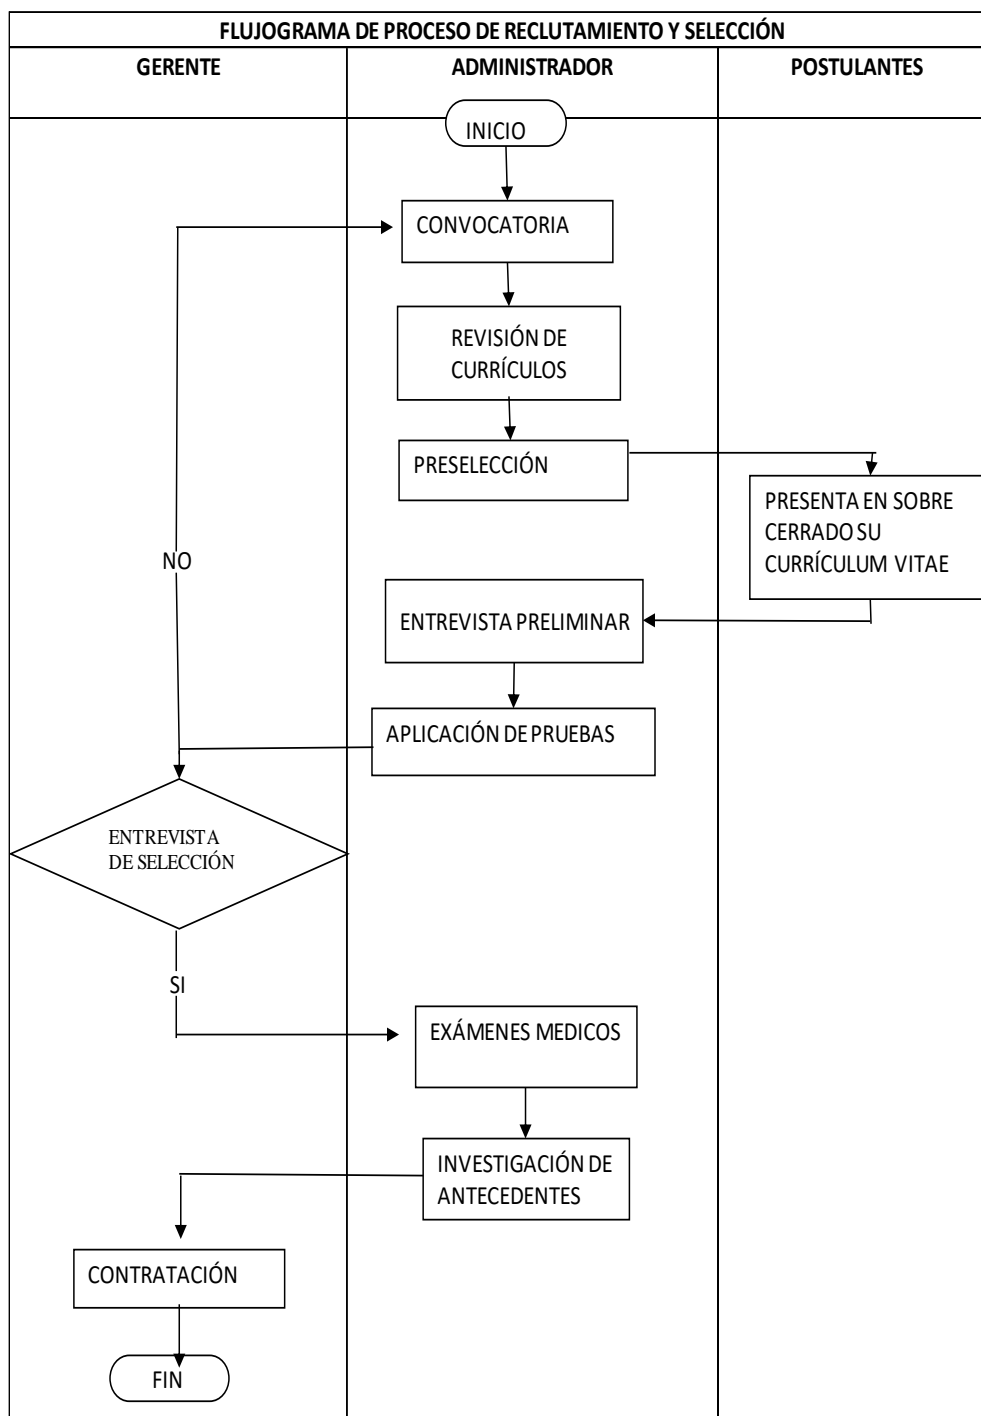 FLUJOGRAMA DE PROCESO DE RECLUTAMIENTO Y SELECCIÓN
GERENTE
ADMINISTRADOR
POSTULANTES
INICIO
CONVOCATORIA
REVISIÓN DE
CURRÍCULOS
PRESELECCIÓN
PRESENTA EN SOBRE
CERRADO SU
CURRÍCULUM VITAE
NO
ENTREVISTA PRELIMINAR
APLICACIÓN DE PRUEBAS
ENTREVISTA
DE SELECCIÓN
SI
EXÁMENES MEDICOS
INVESTIGACIÓN DE
ANTECEDENTES
CONTRATACIÓN
FIN